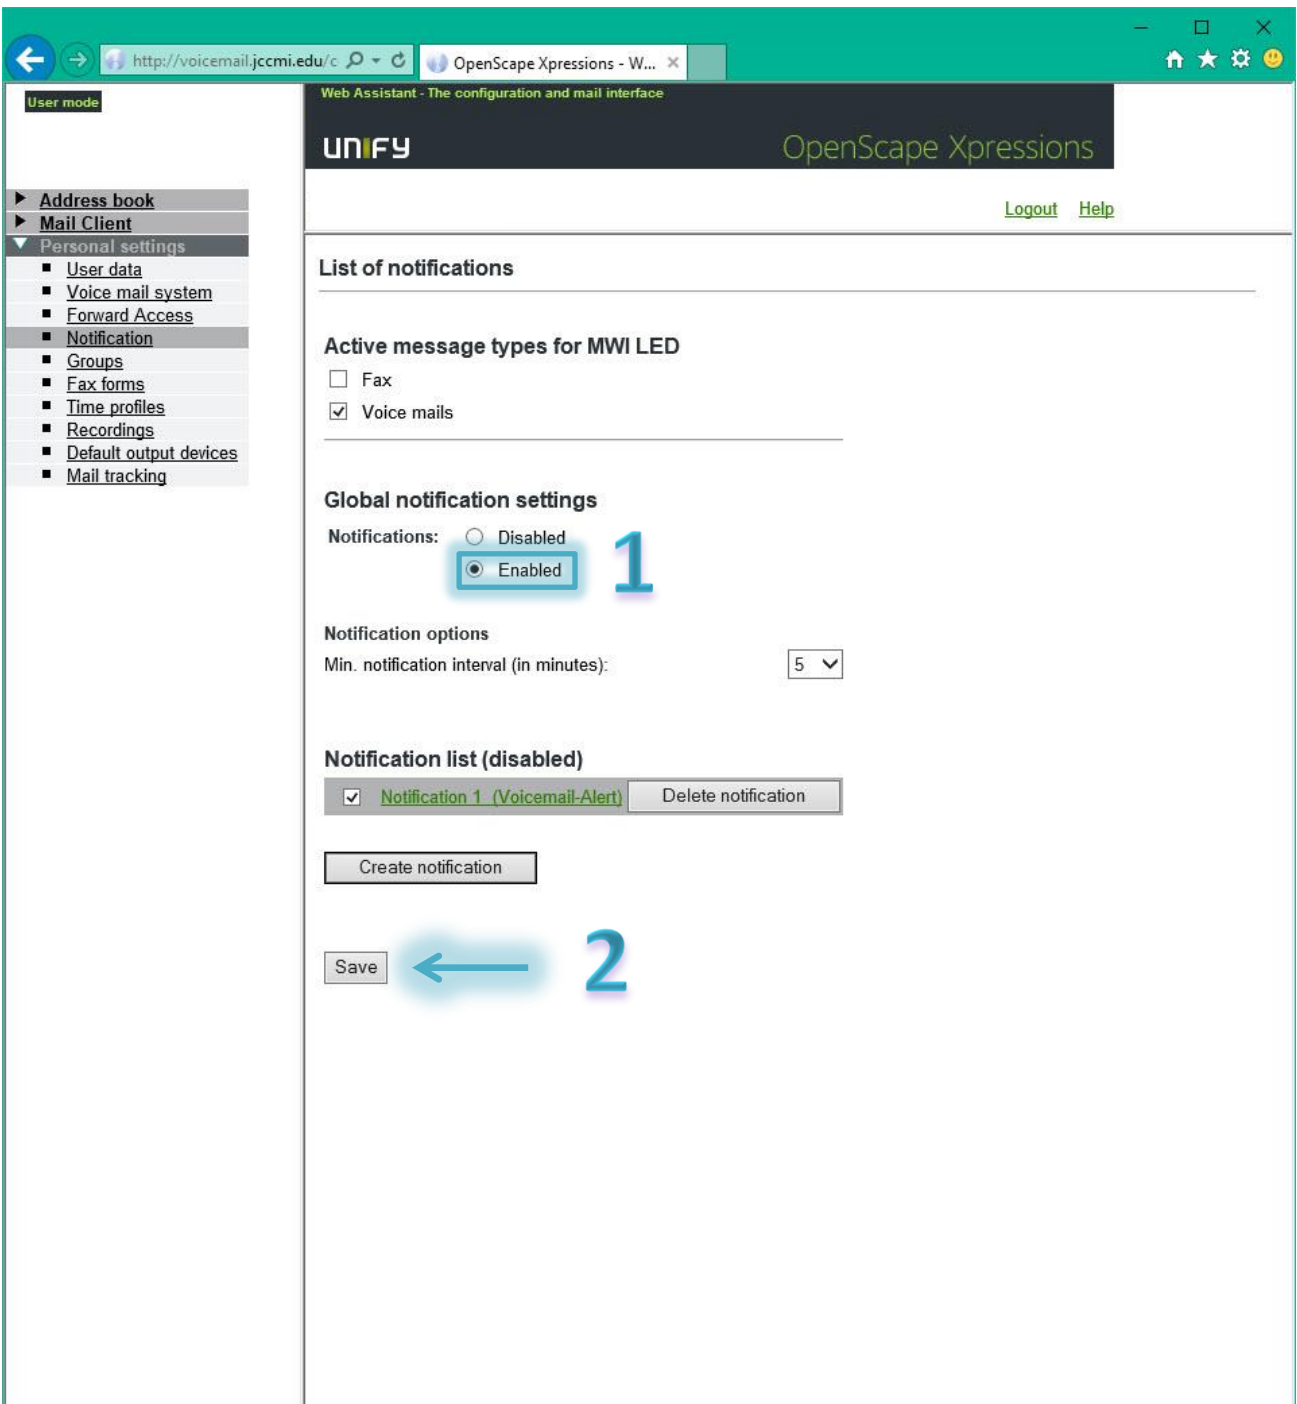 http://voicemail.jccmi.edu/c
OpenScape Xpressions - W...
User mode
Web Assistant - The configuration and mail interface
UNIFY
OpenScape Xpressions
Logout Help
Address book
Mail Client
Personal settings
User data
Voice mail system
Forward Access
Notification
Groups
Fax forms
Time profiles
Recordings
Default output devices
Mail tracking
List of notifications
Active message types for MWI LED
Fax
Voice mails
Global notification settings
Notifications: Disabled
Enabled
1
Notification options
Min. notification interval (in minutes): 5
Notification list (disabled)
Notification 1 (Voicemail-Alert) Delete notification
Create notification
Save
2